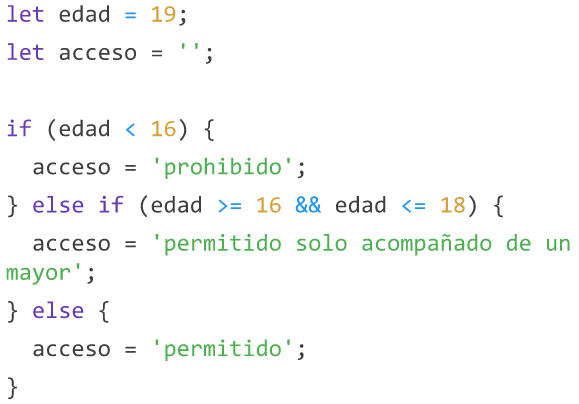 let edad = 19;
let acceso = '';
if (edad < 16) {
acceso = 'prohibido';
} else if (edad >= 16 && edad <= 18) {
acceso = 'permitido solo acompañado de un
mayor';
} else {
acceso = 'permitido';
}